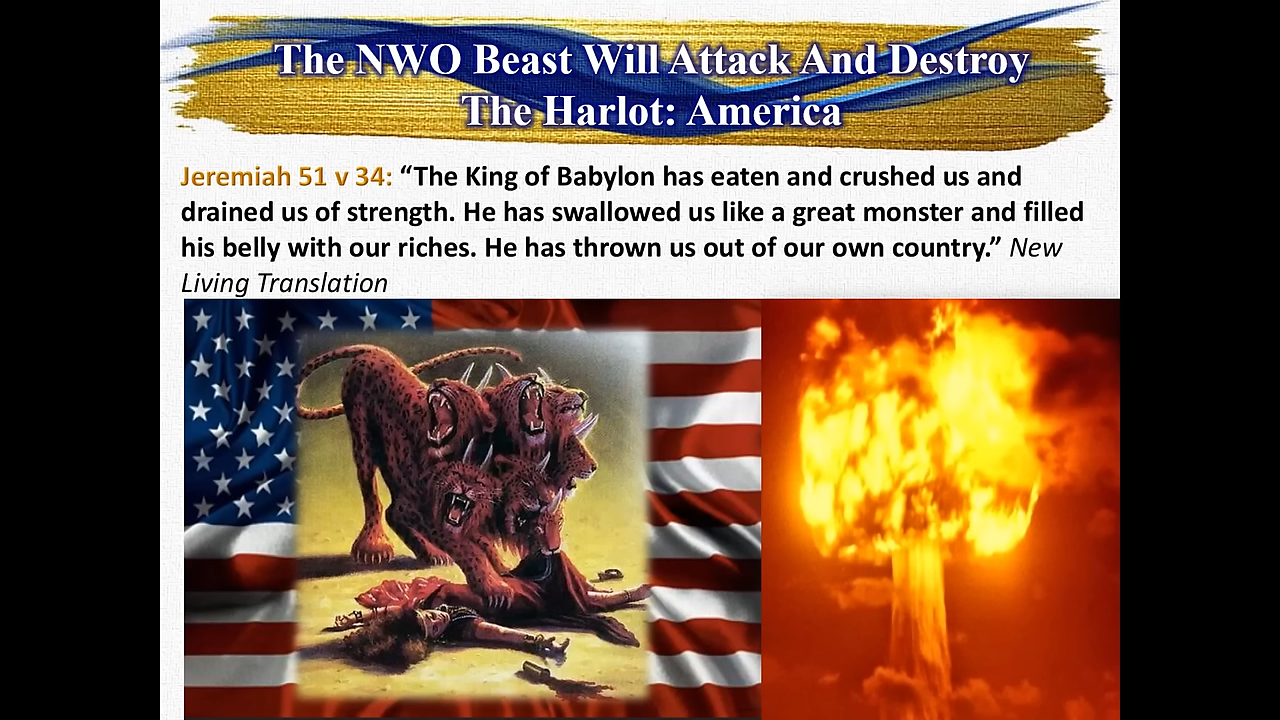 The NWO Beast Will Attack And Destroy
The Harlot: America
Jeremiah 51 v 34: “The King of Babylon has eaten and crushed us and
drained us of strength. He has swallowed us like a great monster and filled
his belly with our riches. He has thrown us out of our own country.” New
Living Translation